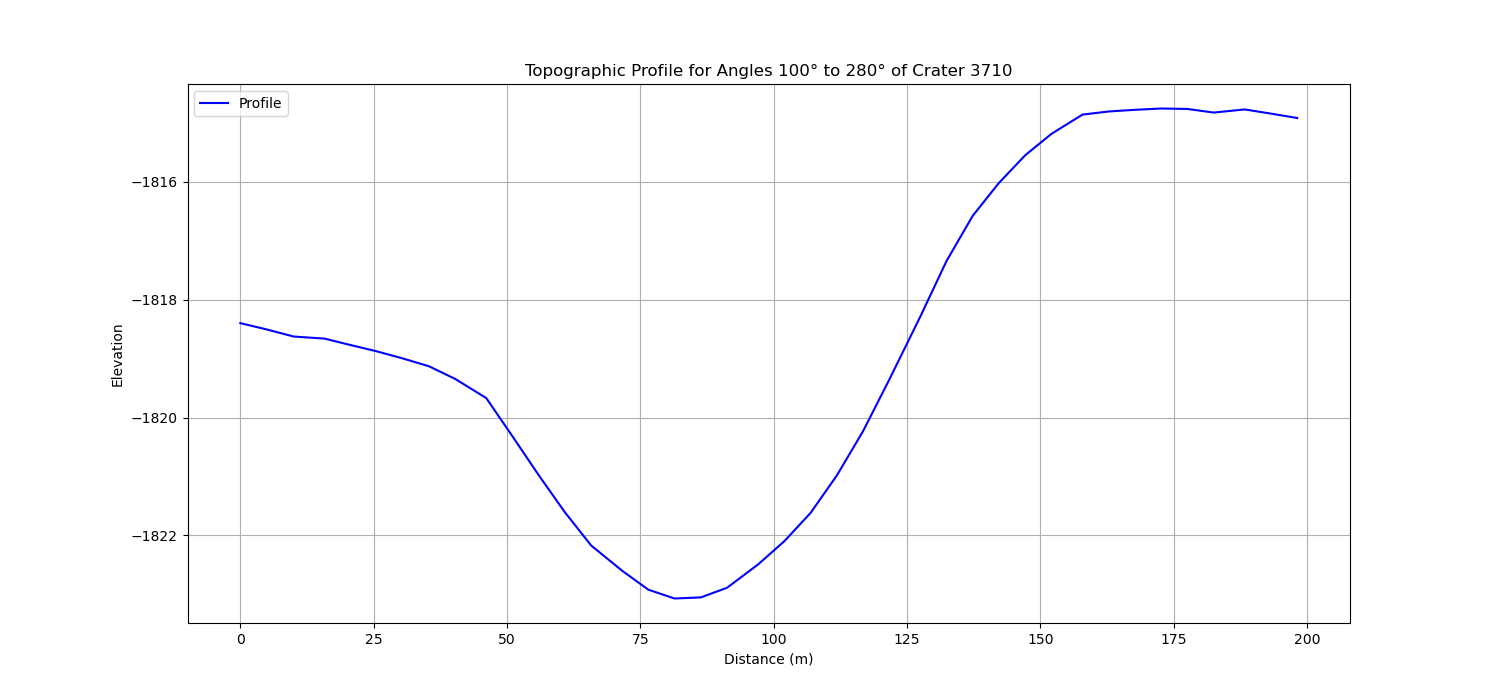 Topographic Profile for Angles 100° to 280° of Crater 3710
Profile
−1816
−1818
−1820
−1822
Elevation
0 25 50 75 100 125 150 175 200
Distance (m)